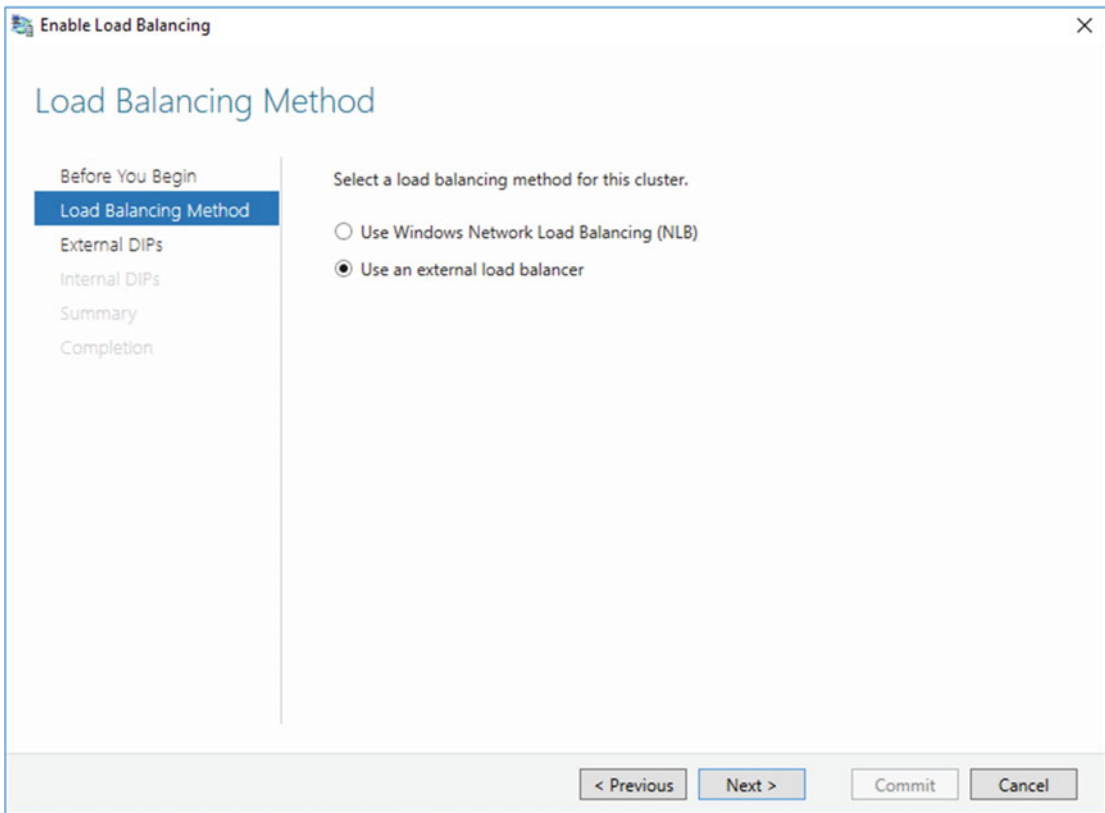 Enable Load Balancing
Load Balancing Method
Before You Begin
Load Balancing Method
External DIPs
Internal DIPs
Summary
Completion
Select a load balancing method for this cluster.
Use Windows Network Load Balancing (NLB)
Use an external load balancer
< Previous
Next >
Commit
Cancel